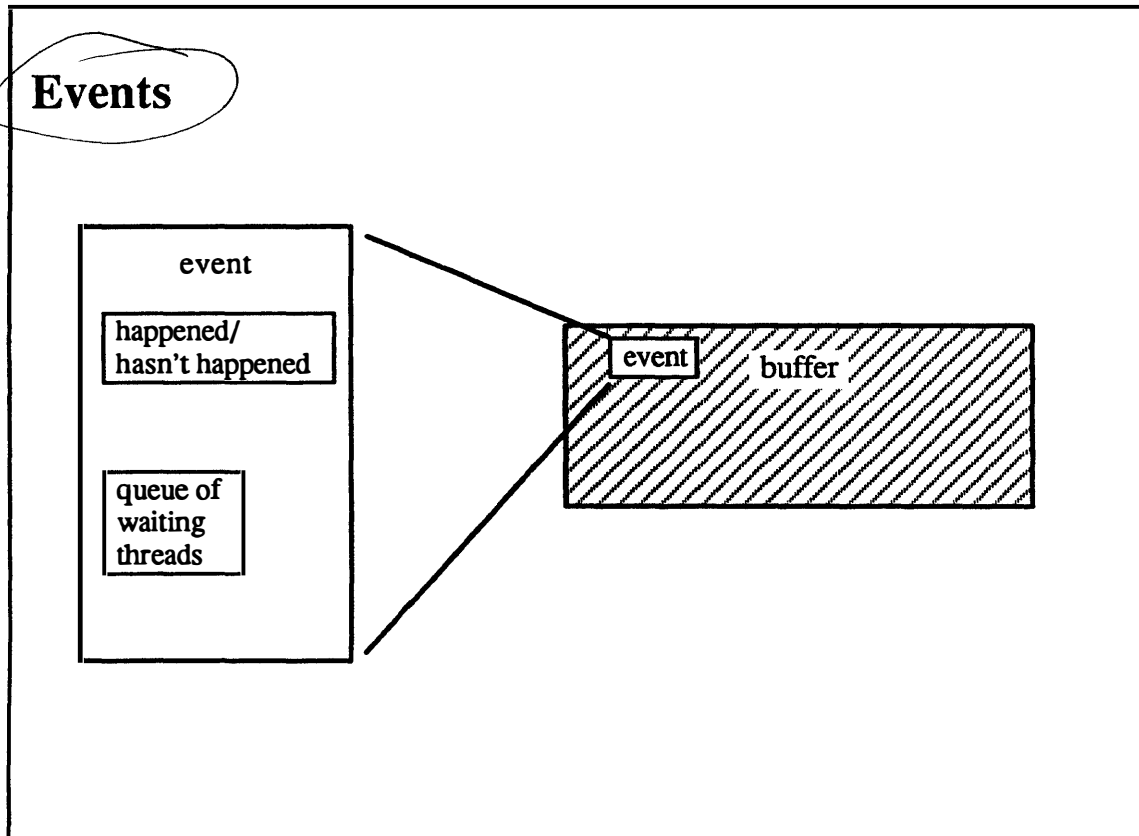 Events
event
happened/
hasn't happened
queue of
waiting
threads
event
buffer